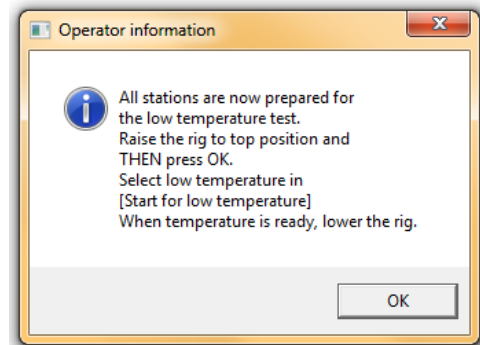 Operator information
All stations are now prepared for
the low temperature test.
Raise the rig to top position and
THEN press OK.
Select low temperature in
[Start for low temperature]
When temperature is ready, lower the rig.
OK